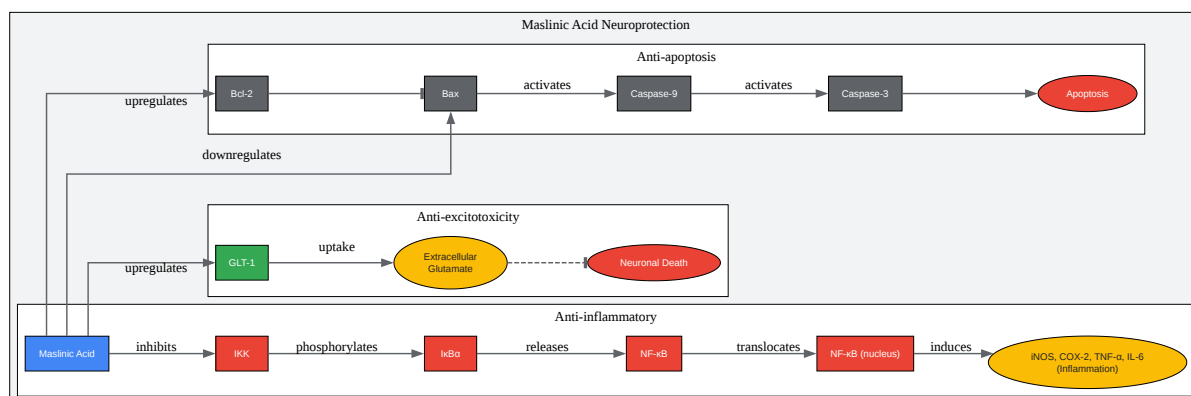 Maslinic Acid Neuroprotection
Anti-apoptosis
upregulates
Bcl-2
Bax
activates
Caspase-9
activates
Caspase-3
Apoptosis
downregulates
Anti-excitotoxicity
upregulates
GLT-1
uptake
Extracellular
Glutamate
Neuronal Death
Anti-inflammatory
Maslinic Acid
inhibits
IKK
phosphorylates
IκBα
releases
NF-κB
translocates
NF-κB (nucleus)
induces
iNOS, COX-2, TNF-α, IL-6
(Inflammation)